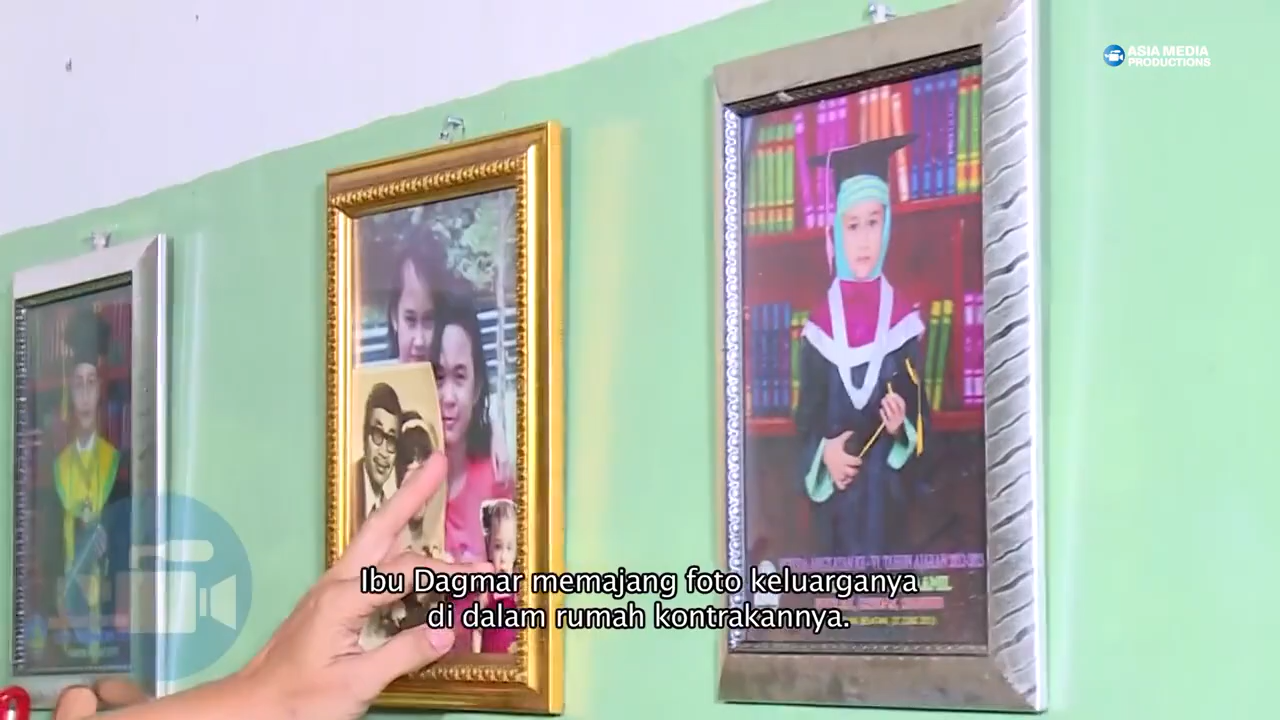 ASIA MEDIA
PRODUCTIONS
Ibu Dagmar memajang foto keluarganya
di dalam rumah kontrakannya.